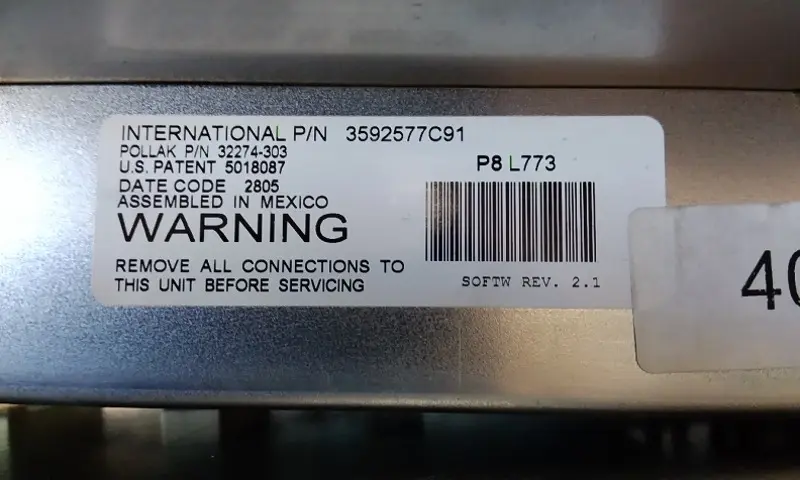 INTERNATIONAL P/N 3592577C91
POLLAK P/N 32274-303
U.S. PATENT 5018087
DATE CODE 2805
ASSEMBLED IN MEXICO
WARNING
REMOVE ALL CONNECTIONS TO
THIS UNIT BEFORE SERVICING
P8 L773
SOFTW REV. 2.1
40